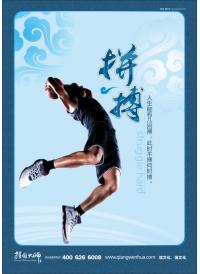 拼搏
人生能有几回搏，此时不搏何时搏。
struggle hard
400 626 6008
www.qiangwenhua.com